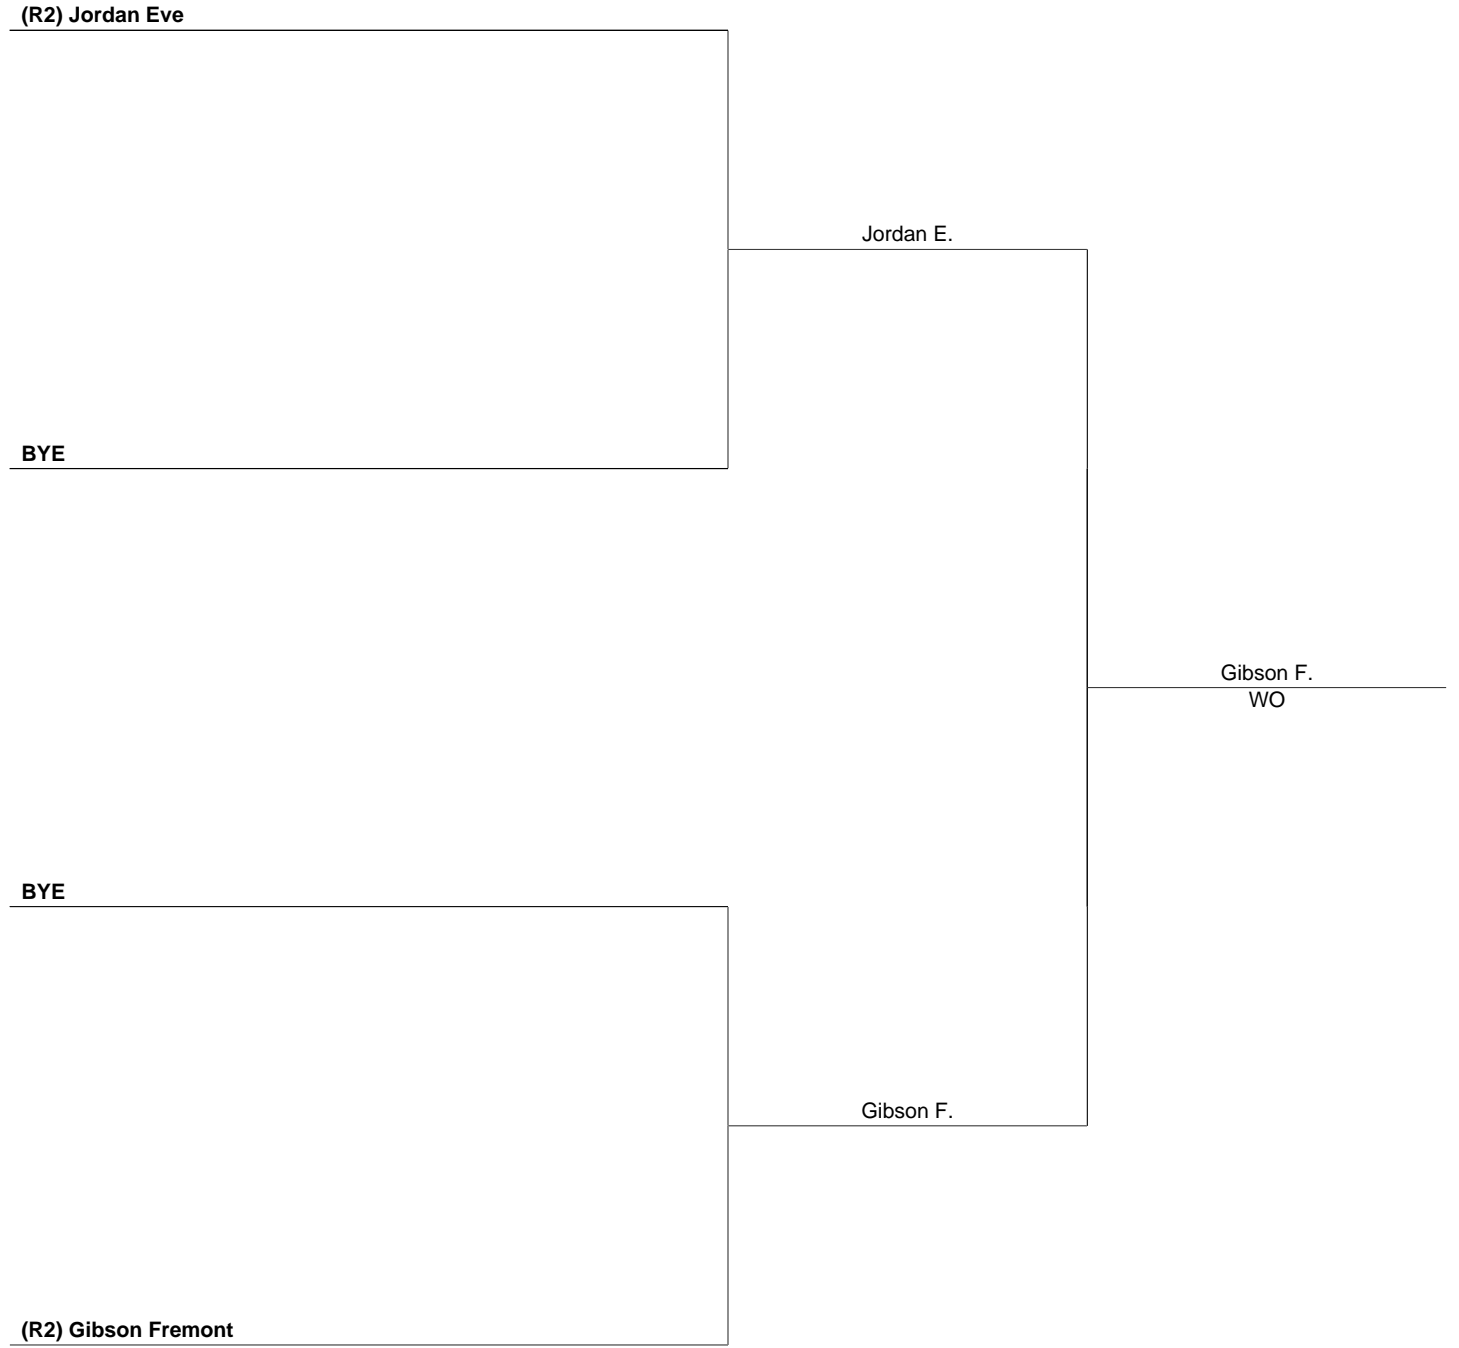 (R2) Jordan Eve
Jordan E.
BYE
Gibson F.
WO
BYE
Gibson F.
(R2) Gibson Fremont